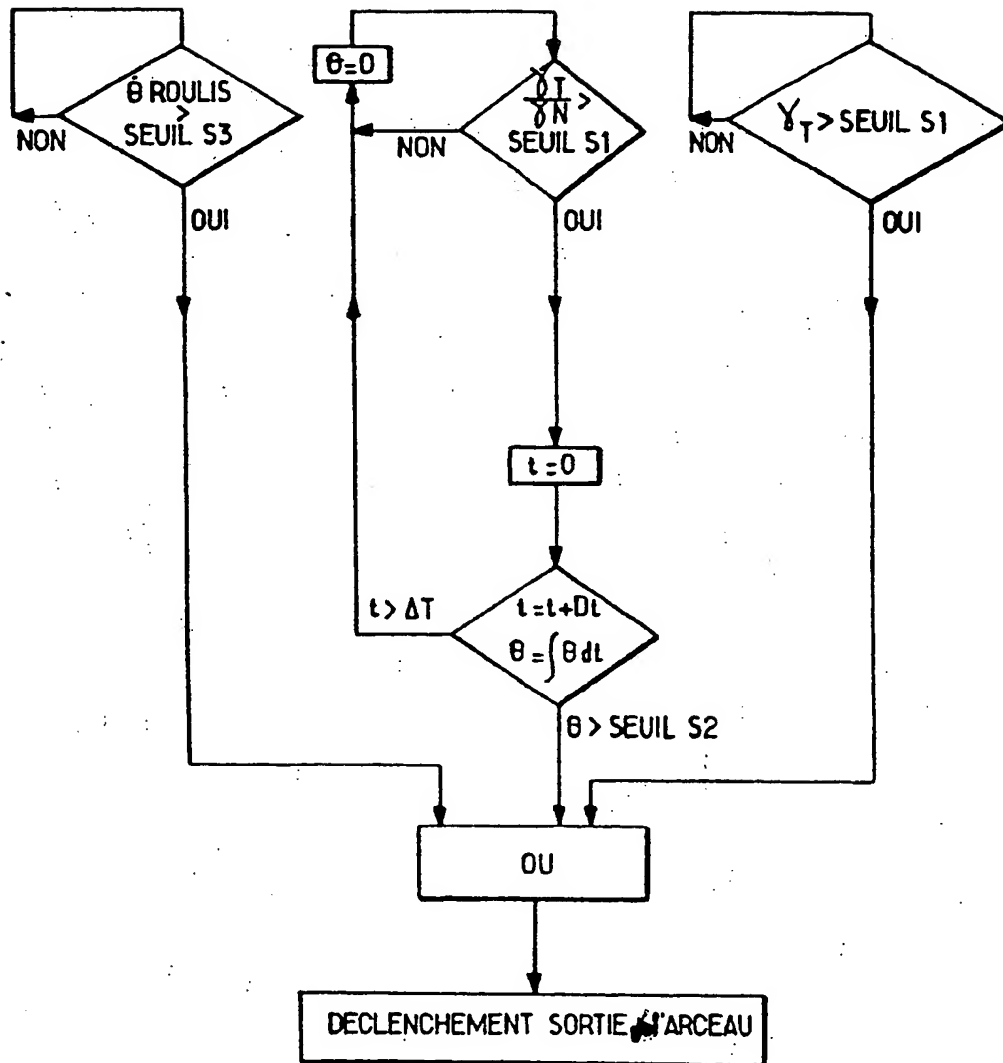 θ̇ ROULIS
>
SEUIL S3
NON
OUI
θ=0
γT
γN >
SEUIL S1
NON
OUI
γT > SEUIL S1
NON
OUI
t=0
t > ΔT
t=t+Dt
θ=∫θdt
θ > SEUIL S2
OU
DECLENCHEMENT SORTIE l'ARCEAU